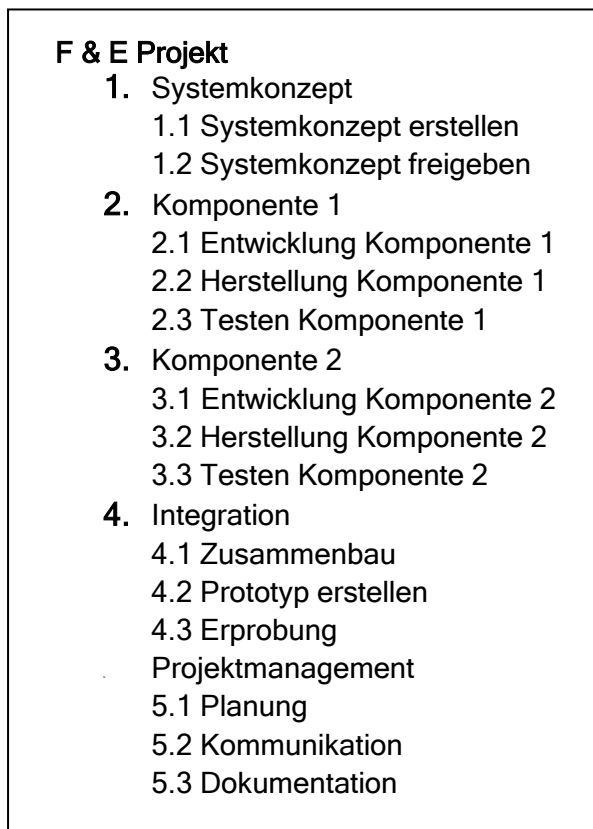 F & E Projekt
1. Systemkonzept
1.1 Systemkonzept erstellen
1.2 Systemkonzept freigeben
2. Komponente 1
2.1 Entwicklung Komponente 1
2.2 Herstellung Komponente 1
2.3 Testen Komponente 1
3. Komponente 2
3.1 Entwicklung Komponente 2
3.2 Herstellung Komponente 2
3.3 Testen Komponente 2
4. Integration
4.1 Zusammenbau
4.2 Prototyp erstellen
4.3 Erprobung
Projektmanagement
5.1 Planung
5.2 Kommunikation
5.3 Dokumentation